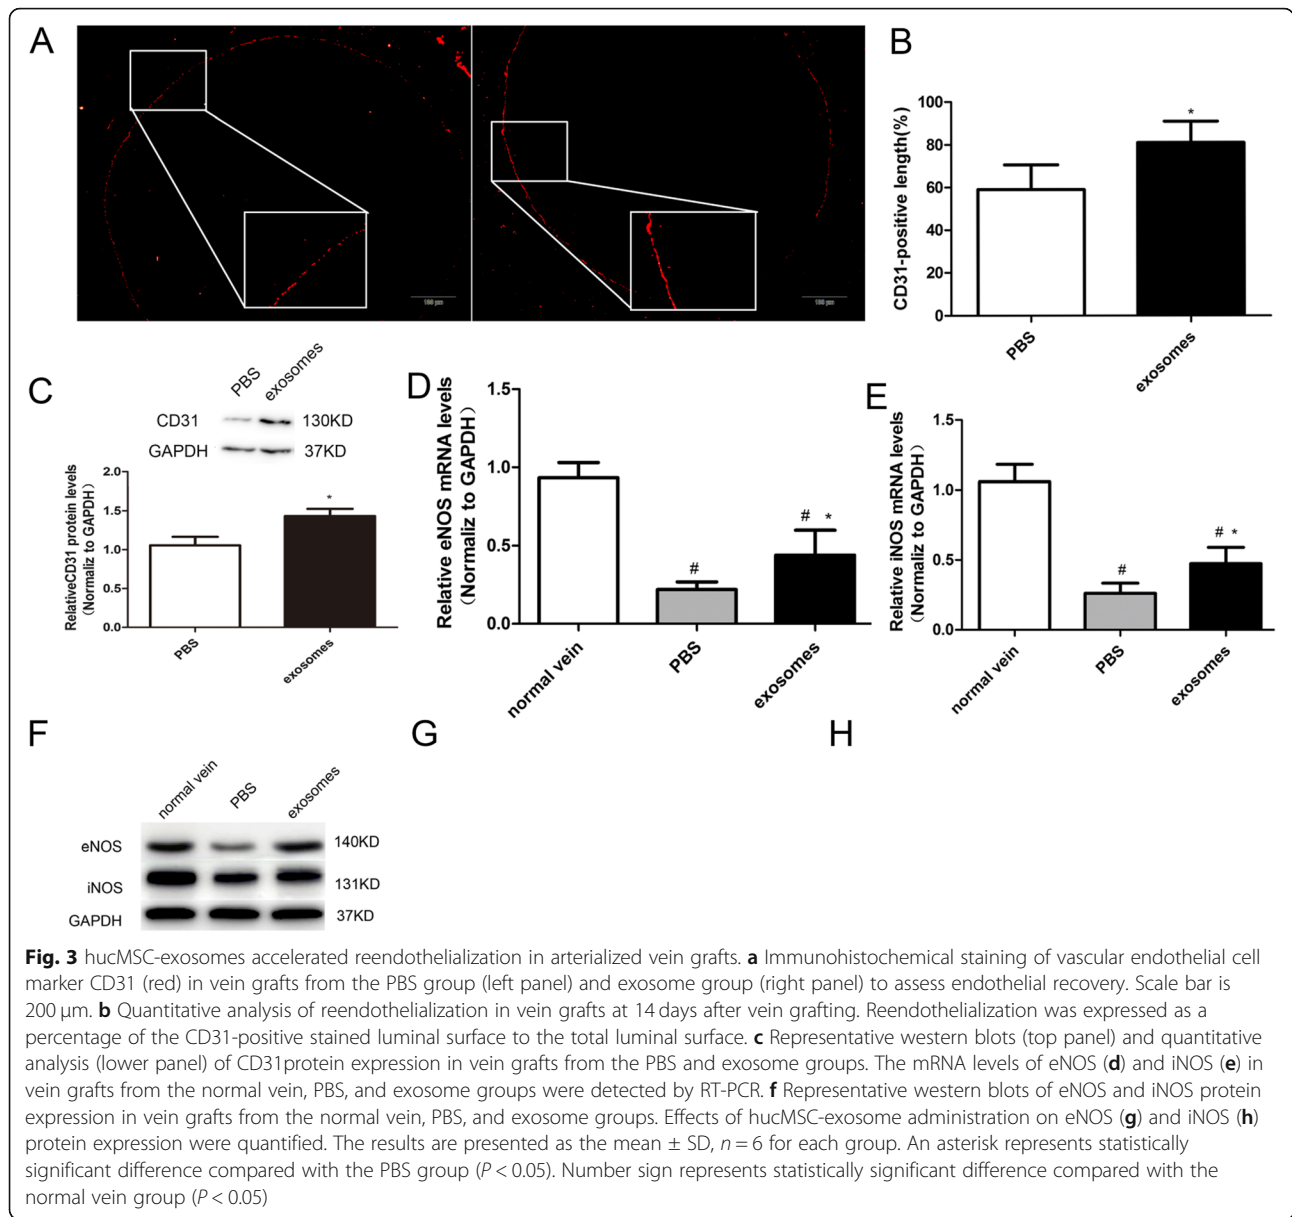 A
B
100
80
60
40
20
0
CD31-positive length(%)
*
PBS
exosomes
C
PBS
exosomes
CD31
130KD
GAPDH
37KD
2.0
1.5
1.0
0.5
0.0
RelativeCD31 protein levels
(Normaliz to GAPDH)
*
PBS
exosomes
D
1.5
1.0
0.5
0.0
Relative eNOS mRNA levels
(Normaliz to GAPDH)
#
# *
normal vein
PBS
exosomes
E
1.5
1.0
0.5
0.0
Relative iNOS mRNA levels
(Normaliz to GAPDH)
#
# *
normal vein
PBS
exosomes
F
normal vein
PBS
exosomes
eNOS
140KD
iNOS
131KD
GAPDH
37KD
G
H
Fig. 3 hucMSC-exosomes accelerated reendothelialization in arterialized vein grafts. a Immunohistochemical staining of vascular endothelial cell
marker CD31 (red) in vein grafts from the PBS group (left panel) and exosome group (right panel) to assess endothelial recovery. Scale bar is
200 μm. b Quantitative analysis of reendothelialization in vein grafts at 14 days after vein grafting. Reendothelialization was expressed as a
percentage of the CD31-positive stained luminal surface to the total luminal surface. c Representative western blots (top panel) and quantitative
analysis (lower panel) of CD31protein expression in vein grafts from the PBS and exosome groups. The mRNA levels of eNOS (d) and iNOS (e) in
vein grafts from the normal vein, PBS, and exosome groups were detected by RT-PCR. f Representative western blots of eNOS and iNOS protein
expression in vein grafts from the normal vein, PBS, and exosome groups. Effects of hucMSC-exosome administration on eNOS (g) and iNOS (h)
protein expression were quantified. The results are presented as the mean ± SD, n = 6 for each group. An asterisk represents statistically
significant difference compared with the PBS group (P < 0.05). Number sign represents statistically significant difference compared with the
normal vein group (P < 0.05)